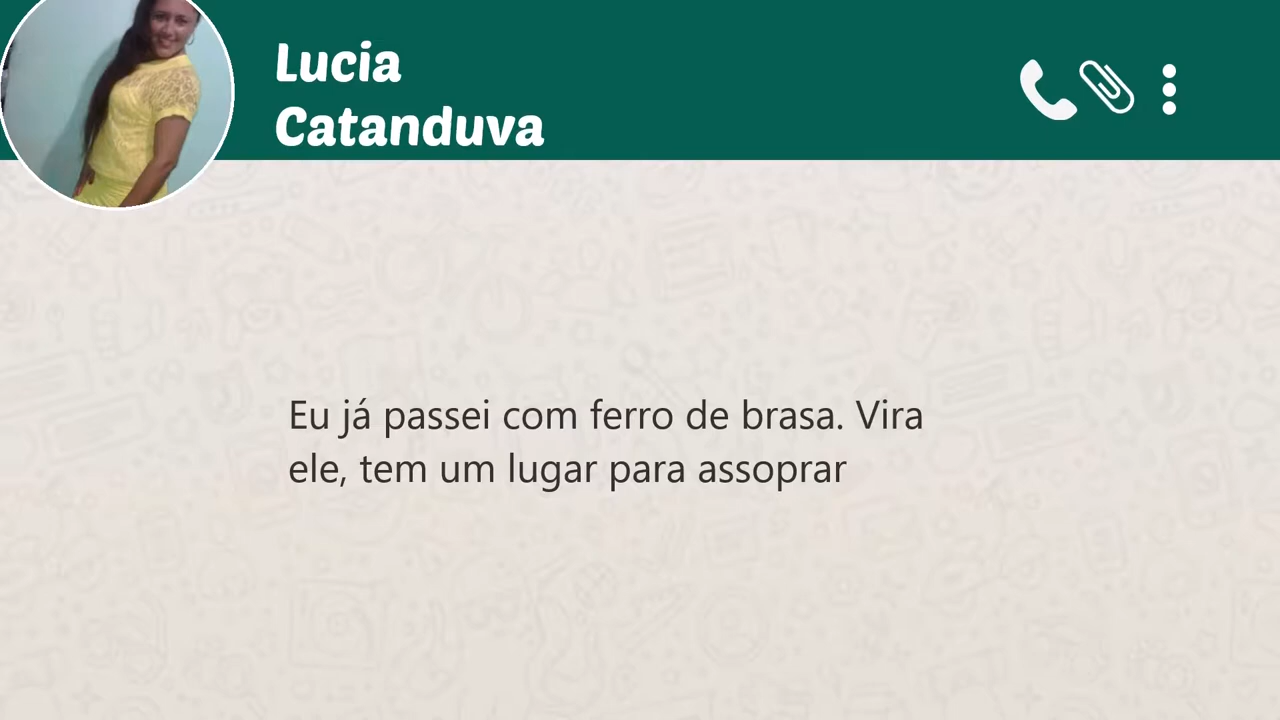 Lucia
Catanduva
Eu já passei com ferro de brasa. Vira
ele, tem um lugar para assoprar